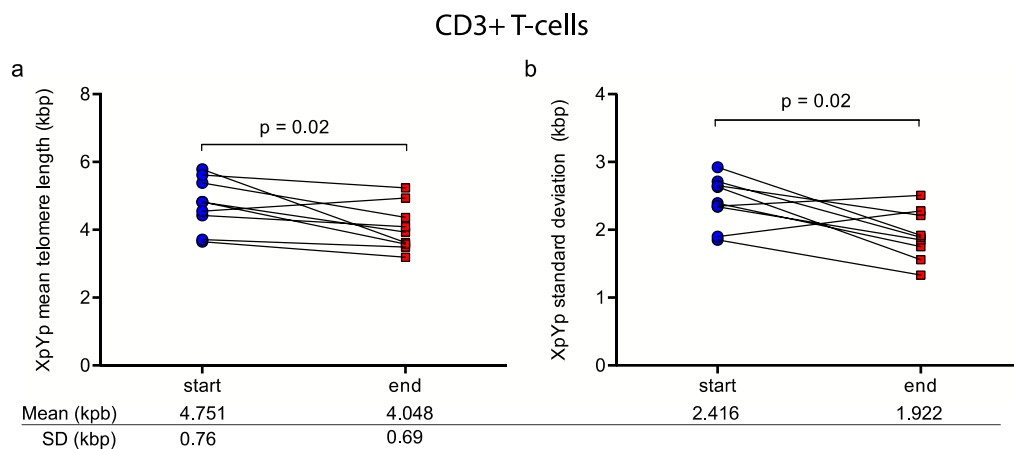 CD3+ T-cells
a
b
XpYp mean telomere length (kbp)
8
6
4
2
0
p = 0.02
start
end
XpYp standard deviation (kbp)
4
3
2
1
0
p = 0.02
start
end
Mean (kpb) 4.751 4.048 2.416 1.922
SD (kbp) 0.76 0.69